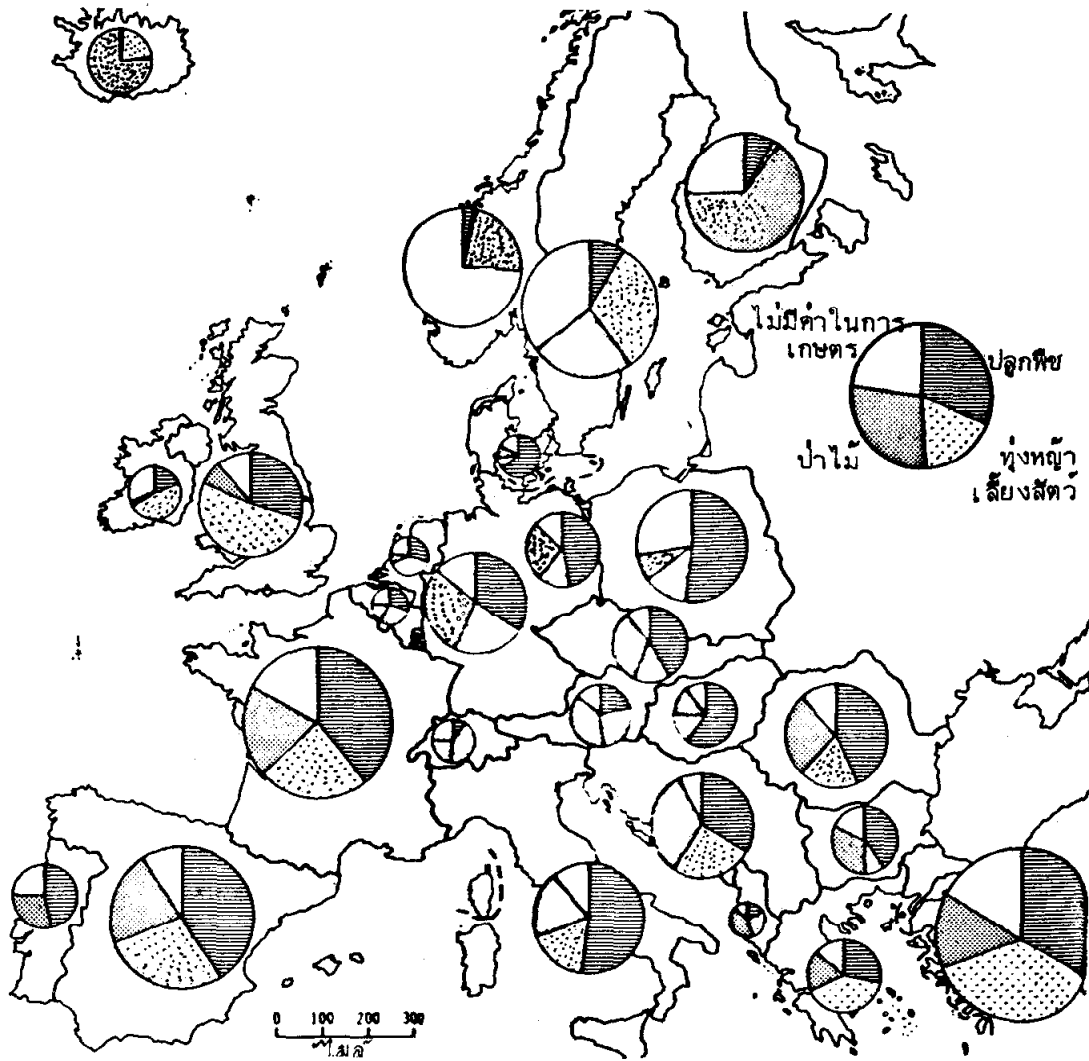 ไม่มีค่าในการ
เกษตร
ปลูกพืช
ป่าไม้
ทุ่งหญ้า
เลี้ยงสัตว์
0 100 200 300
ไมล์